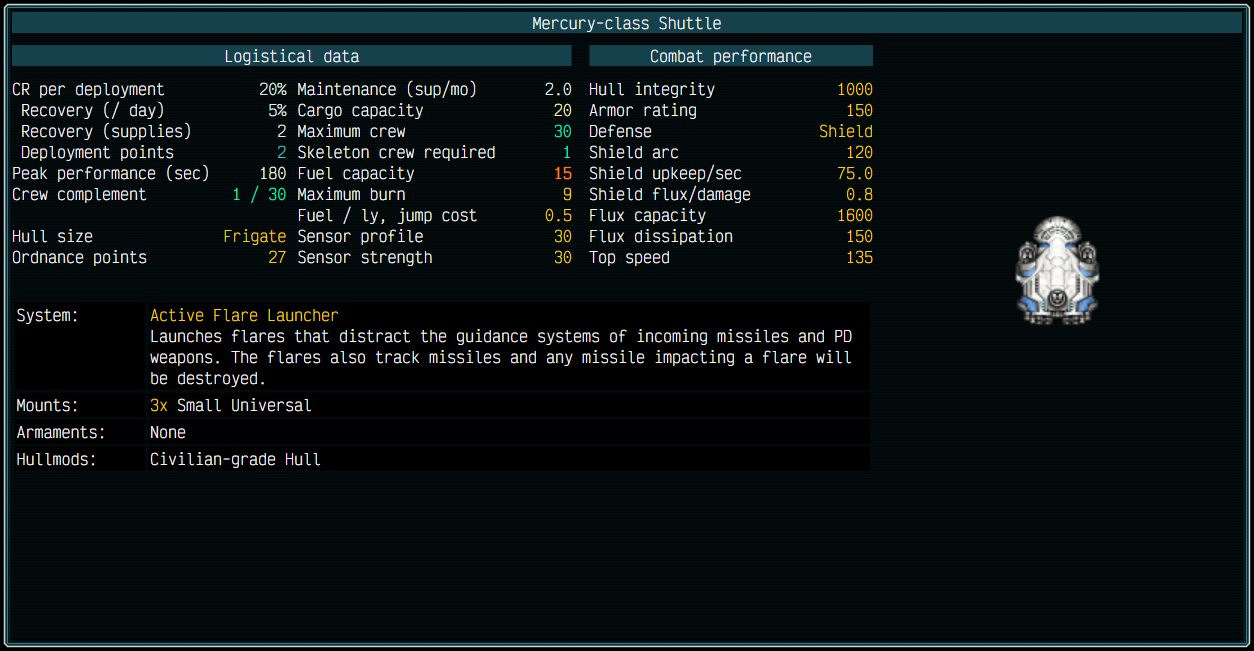 Mercury-class Shuttle
Logistical data
Combat performance
CR per deployment 20% Maintenance (sup/mo) 2.0 Hull integrity 1000
Recovery (/ day) 5% Cargo capacity 20 Armor rating 150
Recovery (supplies) 2 Maximum crew 30 Defense Shield
Deployment points 2 Skeleton crew required 1 Shield arc 120
Peak performance (sec) 180 Fuel capacity 15 Shield upkeep/sec 75.0
Crew complement 1 / 30 Maximum burn 9 Shield flux/damage 0.8
Fuel / ly, jump cost 0.5 Flux capacity 1600
Hull size Frigate Sensor profile 30 Flux dissipation 150
Ordnance points 27 Sensor strength 30 Top speed 135
System: Active Flare Launcher
Launches flares that distract the guidance systems of incoming missiles and PD
weapons. The flares also track missiles and any missile impacting a flare will
be destroyed.
Mounts: 3x Small Universal
Armaments: None
Hullmods: Civilian-grade Hull